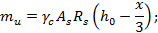 m_u = γ_c A_s R_s (h_0 − x/3);